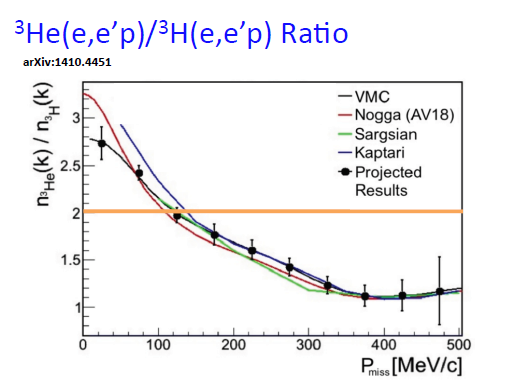 ³He(e,e'p)/³H(e,e'p) Ratio
arXiv:1410.4451
n³He(k) / n³H(k)
VMC
Nogga (AV18)
Sargsian
Kaptari
Projected
Results
3
2.5
2
1.5
1
0 100 200 300 400 500
Pmiss [MeV/c]